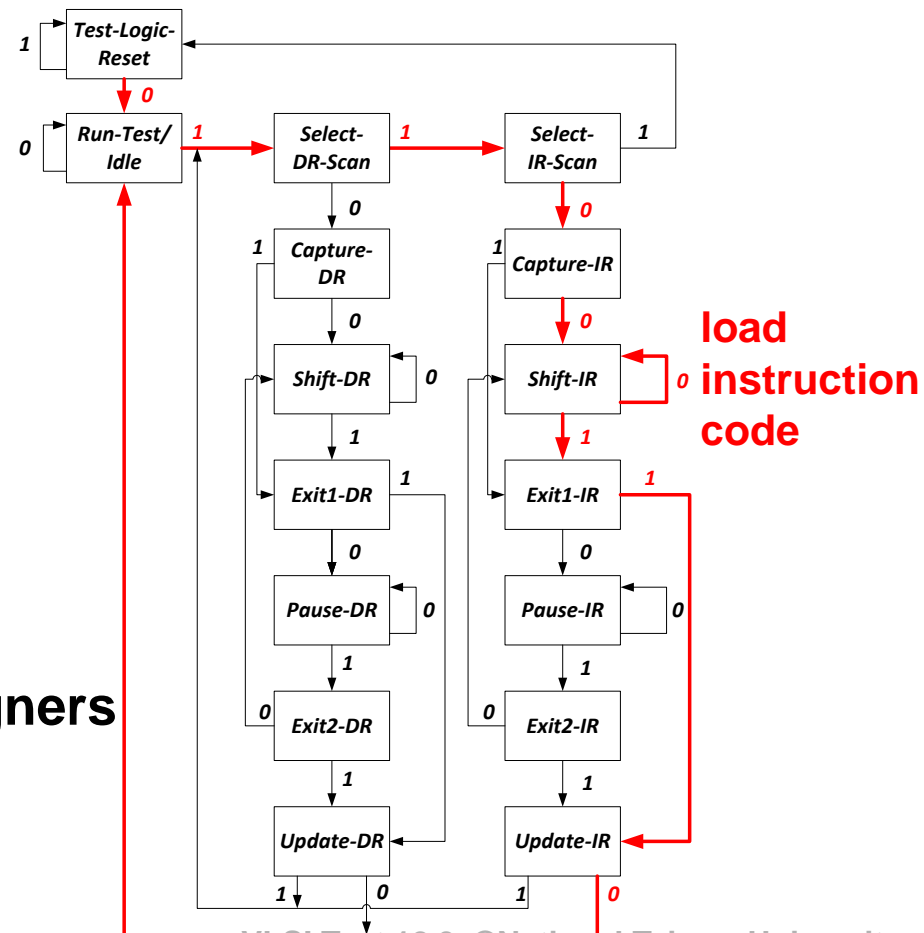 Test-Logic-
Reset
1
0
Run-Test/
Idle
0
1
Select-
DR-Scan
1
Select-
IR-Scan
1
0
0
Capture-
DR
1
Capture-IR
1
0
0
load
instruction
code
Shift-DR
0
Shift-IR
0
1
1
Exit1-DR
1
Exit1-IR
1
0
0
Pause-DR
0
Pause-IR
0
1
1
gners
Exit2-DR
0
Exit2-IR
0
1
1
Update-DR
Update-IR
1
0
1
0